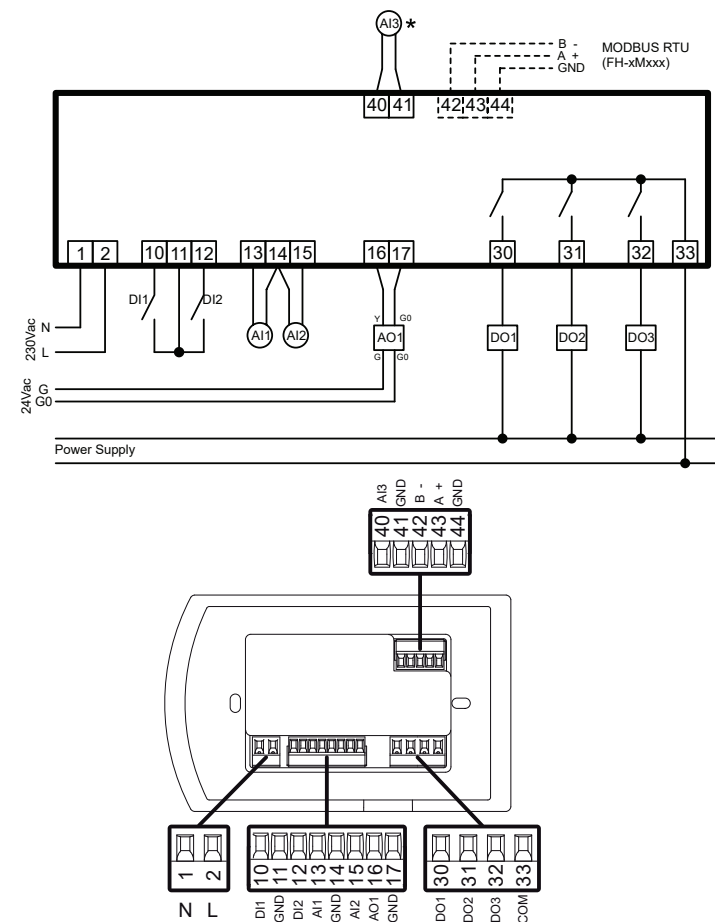 AI3 *
B -
A +
GND
MODBUS RTU
(FH-xMxxx)
40 41 42 43 44
1 2 10 11 12 13 14 15 16 17 30 31 32 33
DI1 DI2 AI1 AI2
Y G0
AO1
G G0
DO1 DO2 DO3
230Vac
N
L
24Vac
G
G0
Power Supply
AI3 GND B - A + GND
40 41 42 43 44
1 2
N L
10 11 12 13 14 15 16 17
DI1 GND DI2 AI1 GND AI2 AO1 GND
30 31 32 33
DO1 DO2 DO3 COM